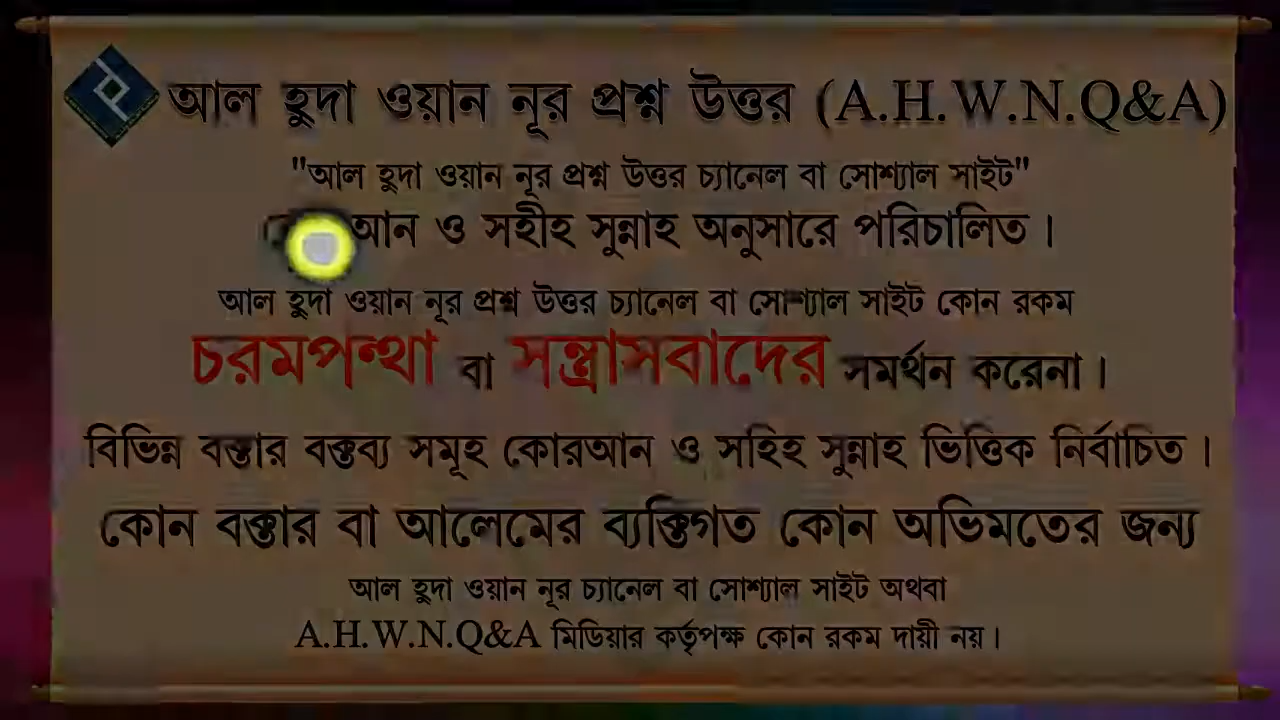 আল হুদা ওয়ান নূর প্রশ্ন উত্তর (A.H.W.N.Q&A)
"আল হুদা ওয়ান নূর প্রশ্ন উত্তর চ্যানেল বা সোশ্যাল সাইট"
ও সহীহ সুন্নাহ অনুসারে পরিচালিত।
আল হুদা ওয়ান নূর প্রশ্ন উত্তর চ্যানেল বা সোশ্যাল সাইট কোন রকম
চরমপন্থা বা সন্ত্রাসবাদের সমর্থন করেনা।
বিভিন্ন বক্তার বক্তব্য সমূহ কোরআন ও সহিহ সুন্নাহ ভিত্তিক নির্বাচিত।
কোন বক্তার বা আলেমের ব্যক্তিগত কোন অভিমতের জন্য
আল হুদা ওয়ান নূর চ্যানেল বা সোশ্যাল সাইট অথবা
A.H.W.N.Q&A মিডিয়ার কর্তৃপক্ষ কোন রকম দায়ী নয়।